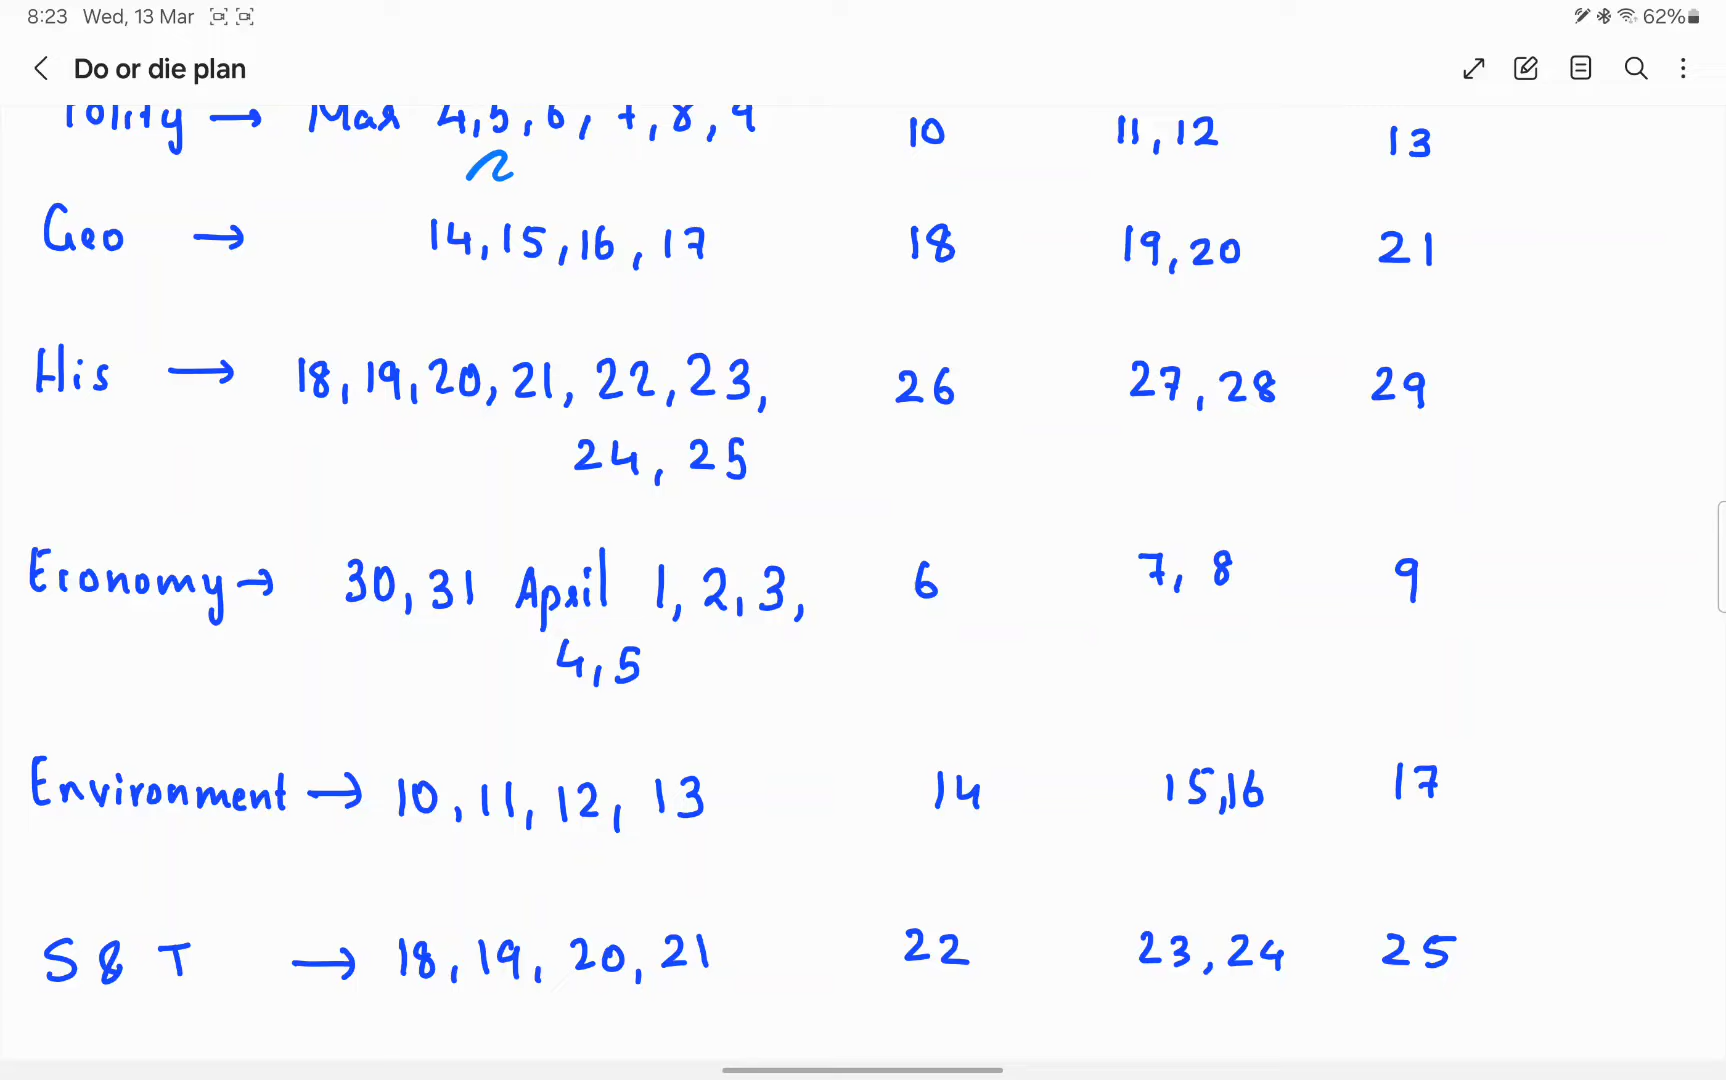 8:23 Wed, 13 Mar 62%
Do or die plan
Polity → Mar 4, 5, 6, 7, 8, 9 10 11, 12 13
Geo → 14, 15, 16, 17 18 19, 20 21
His → 18, 19, 20, 21, 22, 23, 26 27, 28 29
24, 25
Economy → 30, 31 April 1, 2, 3, 6 7, 8 9
4, 5
Environment → 10, 11, 12, 13 14 15, 16 17
S & T → 18, 19, 20, 21 22 23, 24 25